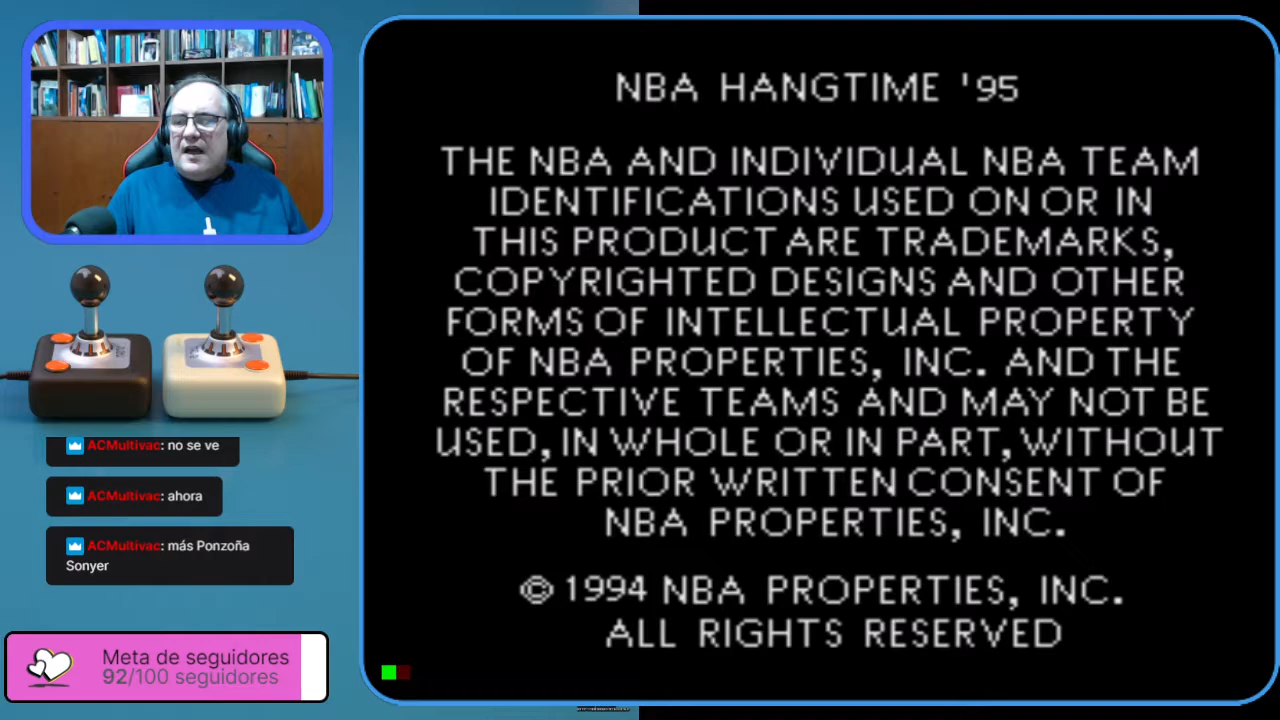 NBA HANGTIME '95
THE NBA AND INDIVIDUAL NBA TEAM
IDENTIFICATIONS USED ON OR IN
THIS PRODUCT ARE TRADEMARKS,
COPYRIGHTED DESIGNS AND OTHER
FORMS OF INTELLECTUAL PROPERTY
OF NBA PROPERTIES, INC. AND THE
RESPECTIVE TEAMS AND MAY NOT BE
USED, IN WHOLE OR IN PART, WITHOUT
THE PRIOR WRITTEN CONSENT OF
NBA PROPERTIES, INC.
© 1994 NBA PROPERTIES, INC.
ALL RIGHTS RESERVED
ACMultivac: no se ve
ACMultivac: ahora
ACMultivac: más Ponzoña
Sonyer
Meta de seguidores
92/100 seguidores